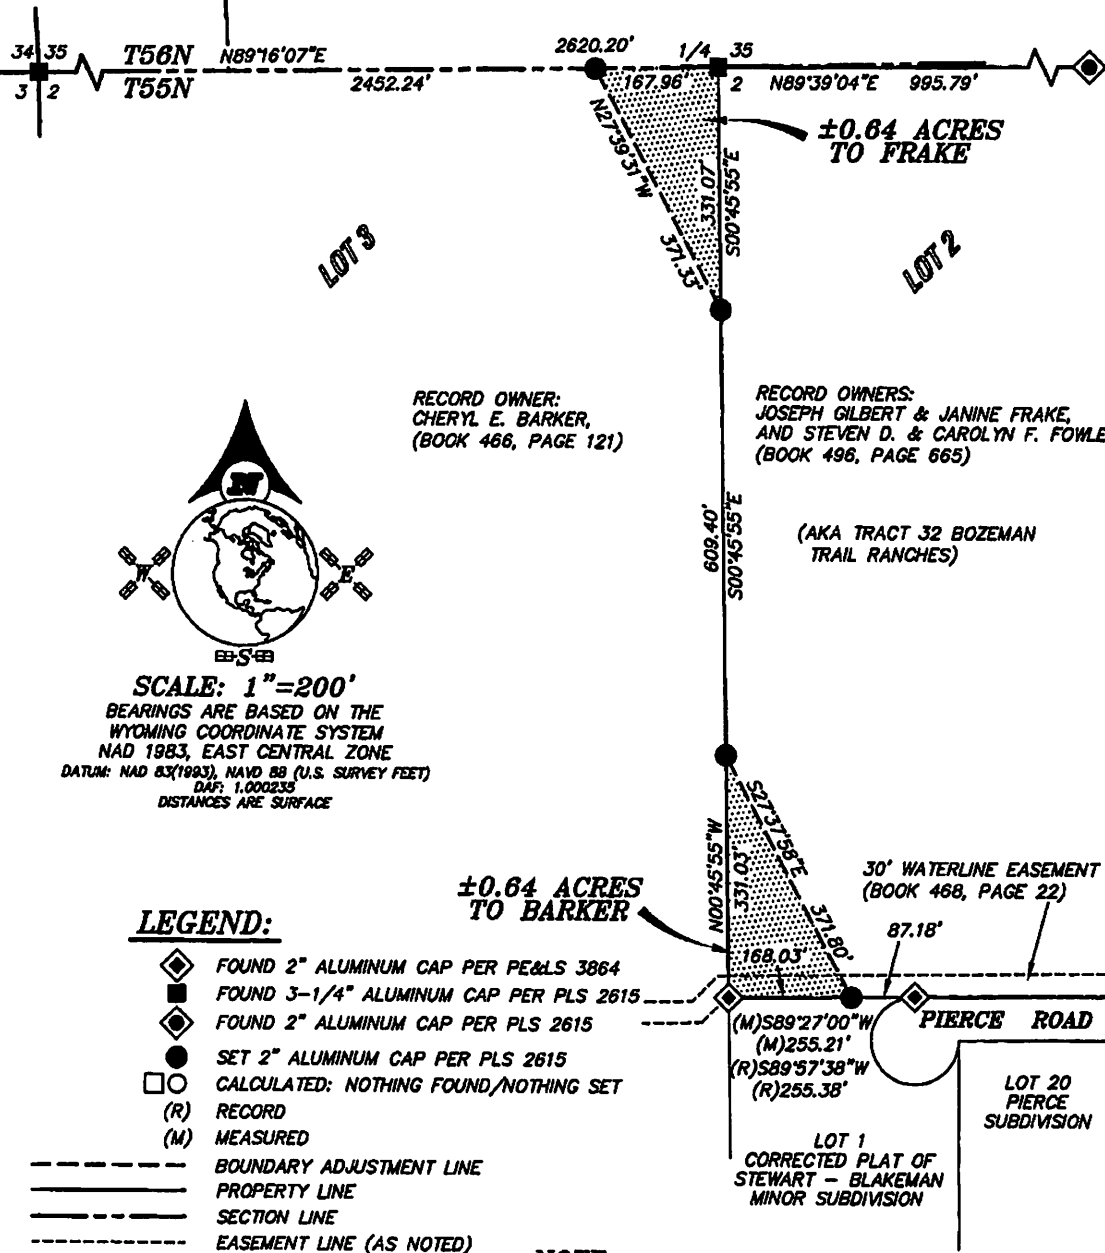 34 35
3 2
T56N
T55N
N89°16'07"E
2452.24'
2620.20'
167.96'
1/4 35
2
N89°39'04"E 995.79'
±0.64 ACRES
TO FRAKE
N27°39'31"W
371.33'
331.07'
S00°45'55"E
LOT 3
LOT 2
RECORD OWNER:
CHERYL E. BARKER,
(BOOK 466, PAGE 121)
RECORD OWNERS:
JOSEPH GILBERT & JANINE FRAKE,
AND STEVEN D. & CAROLYN F. FOWLE
(BOOK 496, PAGE 665)
609.40'
S00°45'55"E
(AKA TRACT 32 BOZEMAN
TRAIL RANCHES)
N
W
E
S
SCALE: 1"=200'
BEARINGS ARE BASED ON THE
WYOMING COORDINATE SYSTEM
NAD 1983, EAST CENTRAL ZONE
DATUM: NAD 83(1993), NAVD 88 (U.S. SURVEY FEET)
DAF: 1.000235
DISTANCES ARE SURFACE
N00°45'55"W
331.03'
S27°37'58"E
371.80'
±0.64 ACRES
TO BARKER
30' WATERLINE EASEMENT
(BOOK 468, PAGE 22)
87.18'
168.03'
(M)S89°27'00"W
(M)255.21'
(R)S89°57'38"W
(R)255.38'
PIERCE ROAD
LOT 20
PIERCE
SUBDIVISION
LOT 1
CORRECTED PLAT OF
STEWART - BLAKEMAN
MINOR SUBDIVISION
LEGEND:
FOUND 2" ALUMINUM CAP PER PE&LS 3864
FOUND 3-1/4" ALUMINUM CAP PER PLS 2615
FOUND 2" ALUMINUM CAP PER PLS 2615
SET 2" ALUMINUM CAP PER PLS 2615
CALCULATED: NOTHING FOUND/NOTHING SET
(R) RECORD
(M) MEASURED
BOUNDARY ADJUSTMENT LINE
PROPERTY LINE
SECTION LINE
EASEMENT LINE (AS NOTED)